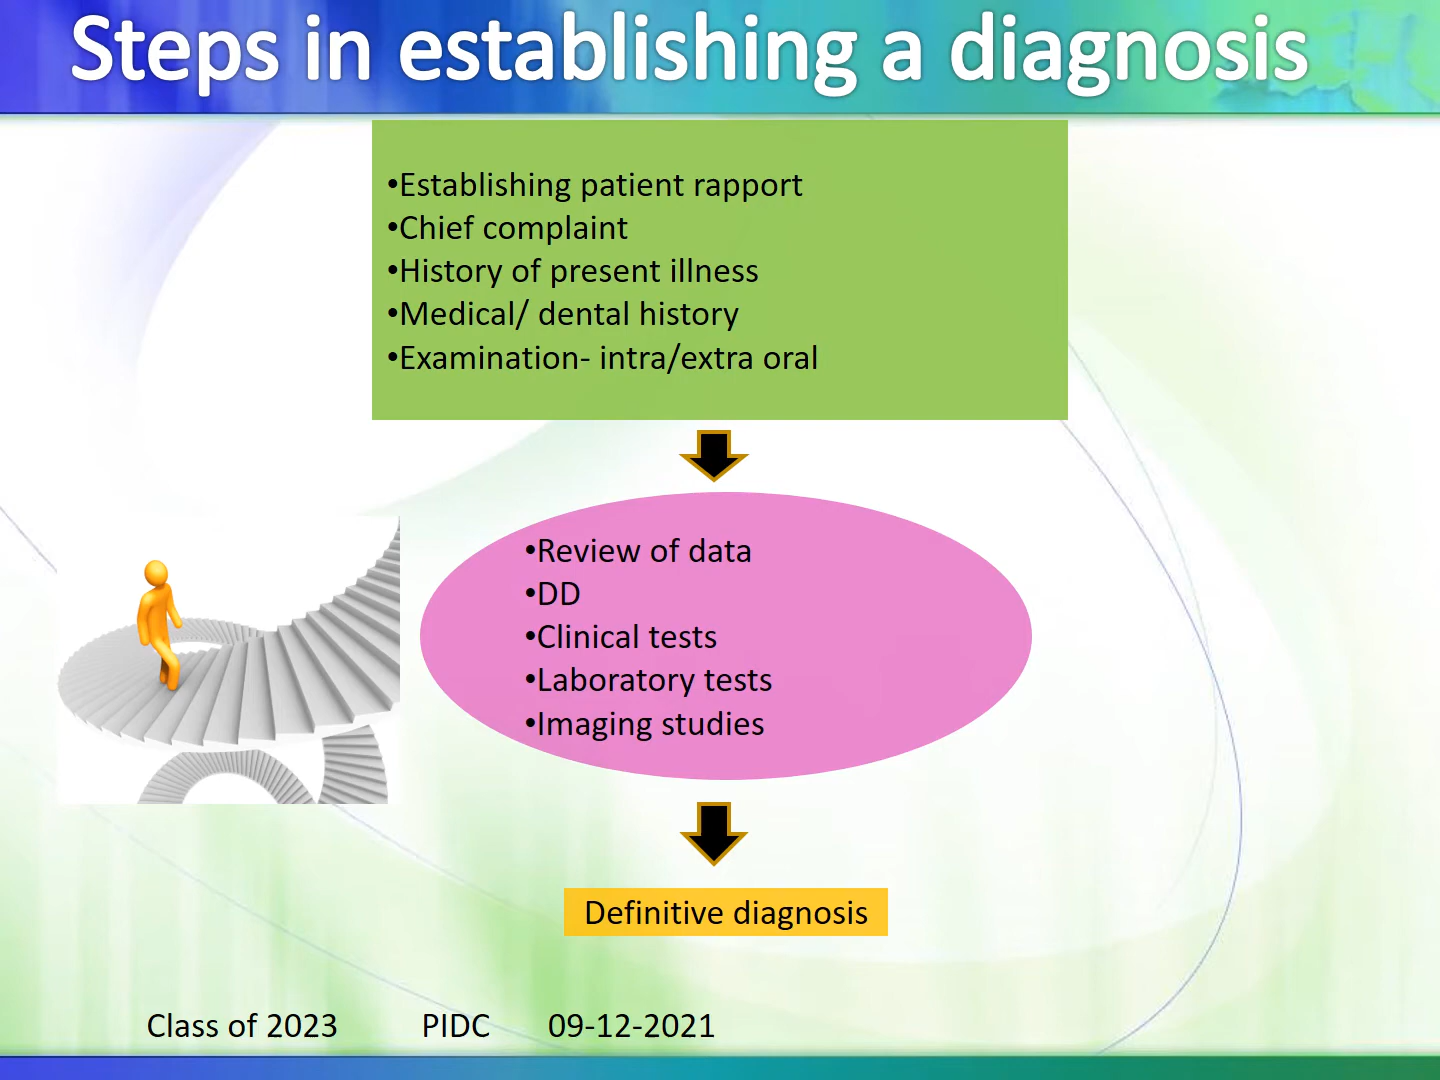 Steps in establishing a diagnosis
•Establishing patient rapport
•Chief complaint
•History of present illness
•Medical/ dental history
•Examination- intra/extra oral
•Review of data
•DD
•Clinical tests
•Laboratory tests
•Imaging studies
Definitive diagnosis
Class of 2023 PIDC 09-12-2021